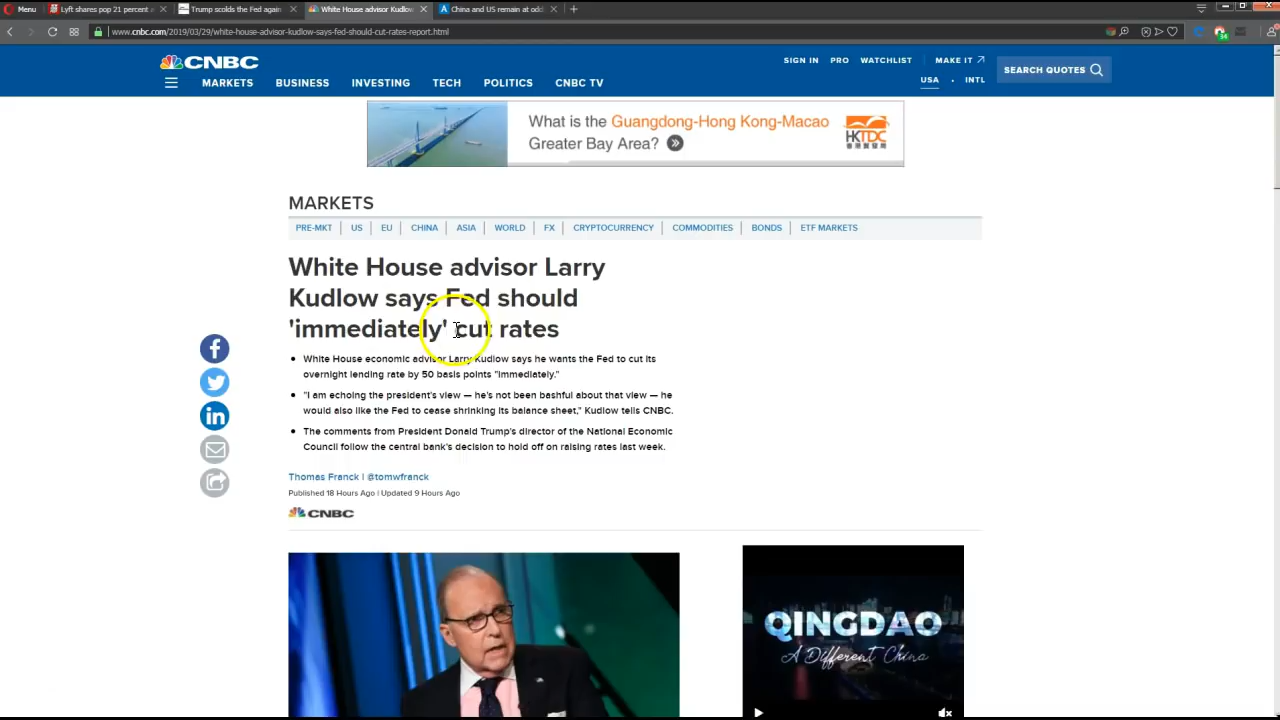 Menu
Lyft shares pop 21 percent a
Trump scolds the Fed again
White House advisor Kudlow
China and US remain at odd
www.cnbc.com/2019/03/29/white-house-advisor-kudlow-says-fed-should-cut-rates-report.html
34
CNBC
SIGN IN PRO WATCHLIST MAKE IT
USA · INTL
SEARCH QUOTES
MARKETS BUSINESS INVESTING TECH POLITICS CNBC TV
What is the Guangdong-Hong Kong-Macao
Greater Bay Area?
HKTDC
香港貿發局
MARKETS
PRE-MKT US EU CHINA ASIA WORLD FX CRYPTOCURRENCY COMMODITIES BONDS ETF MARKETS
White House advisor Larry
Kudlow says Fed should
'immediately' cut rates
• White House economic advisor Larry Kudlow says he wants the Fed to cut its
overnight lending rate by 50 basis points "immediately."
• "I am echoing the president's view — he's not been bashful about that view — he
would also like the Fed to cease shrinking its balance sheet," Kudlow tells CNBC.
• The comments from President Donald Trump's director of the National Economic
Council follow the central bank's decision to hold off on raising rates last week.
Thomas Franck | @tomwfranck
Published 18 Hours Ago | Updated 9 Hours Ago
CNBC
QINGDAO
A Different China